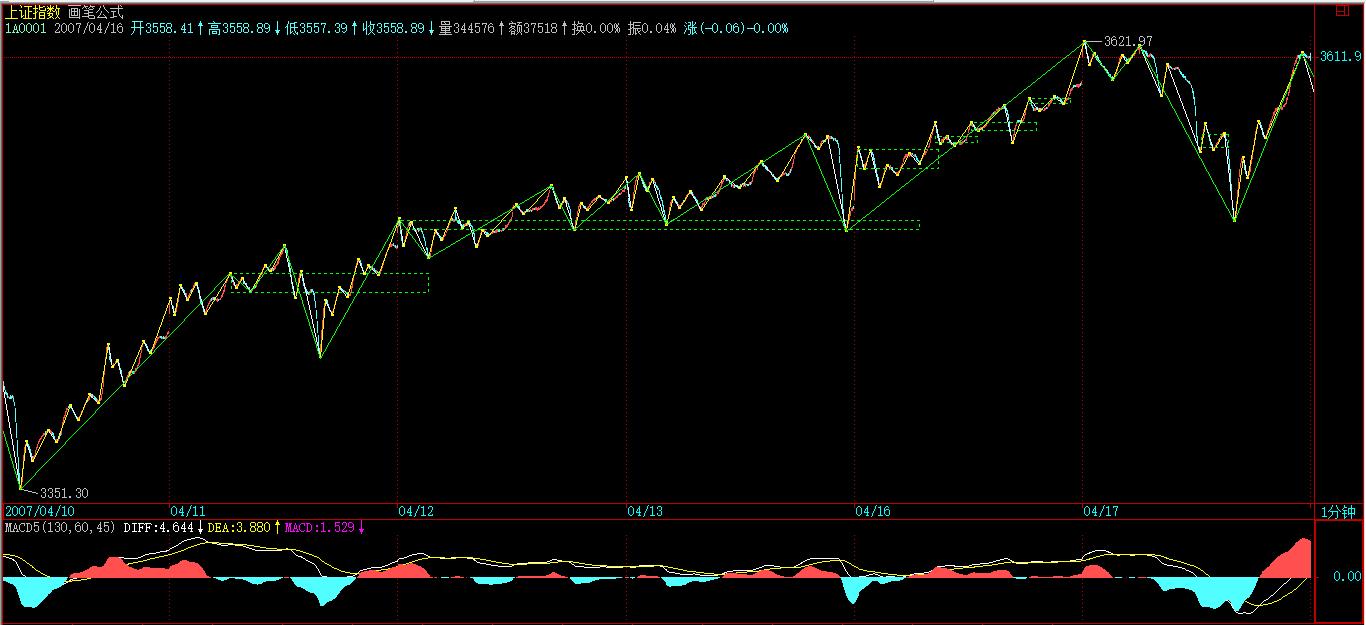 上证指数 画笔公式
1A0001 2007/04/16 开3558.41↑高3558.89↓低3557.39↑收3558.89↓量344576↑额37518↑换0.00% 振0.04% 涨(-0.06)-0.00%
3621.97
3611.9
3351.30
2007/04/10 04/11 04/12 04/13 04/16 04/17 1分钟
MACD5(130,60,45) DIFF:4.644↓DEA:3.880↑MACD:1.529↓
0.00